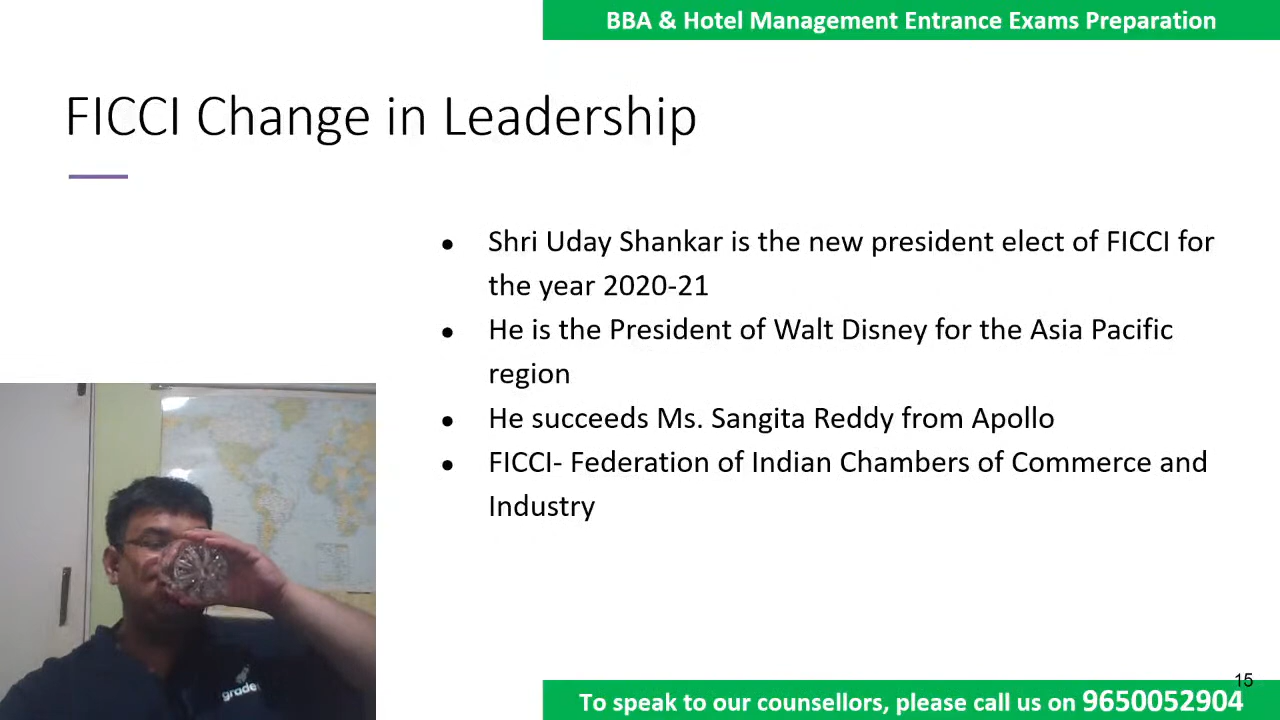 BBA & Hotel Management Entrance Exams Preparation
FICCI Change in Leadership
● Shri Uday Shankar is the new president elect of FICCI for
the year 2020-21
● He is the President of Walt Disney for the Asia Pacific
region
● He succeeds Ms. Sangita Reddy from Apollo
● FICCI- Federation of Indian Chambers of Commerce and
Industry
15
To speak to our counsellors, please call us on 9650052904